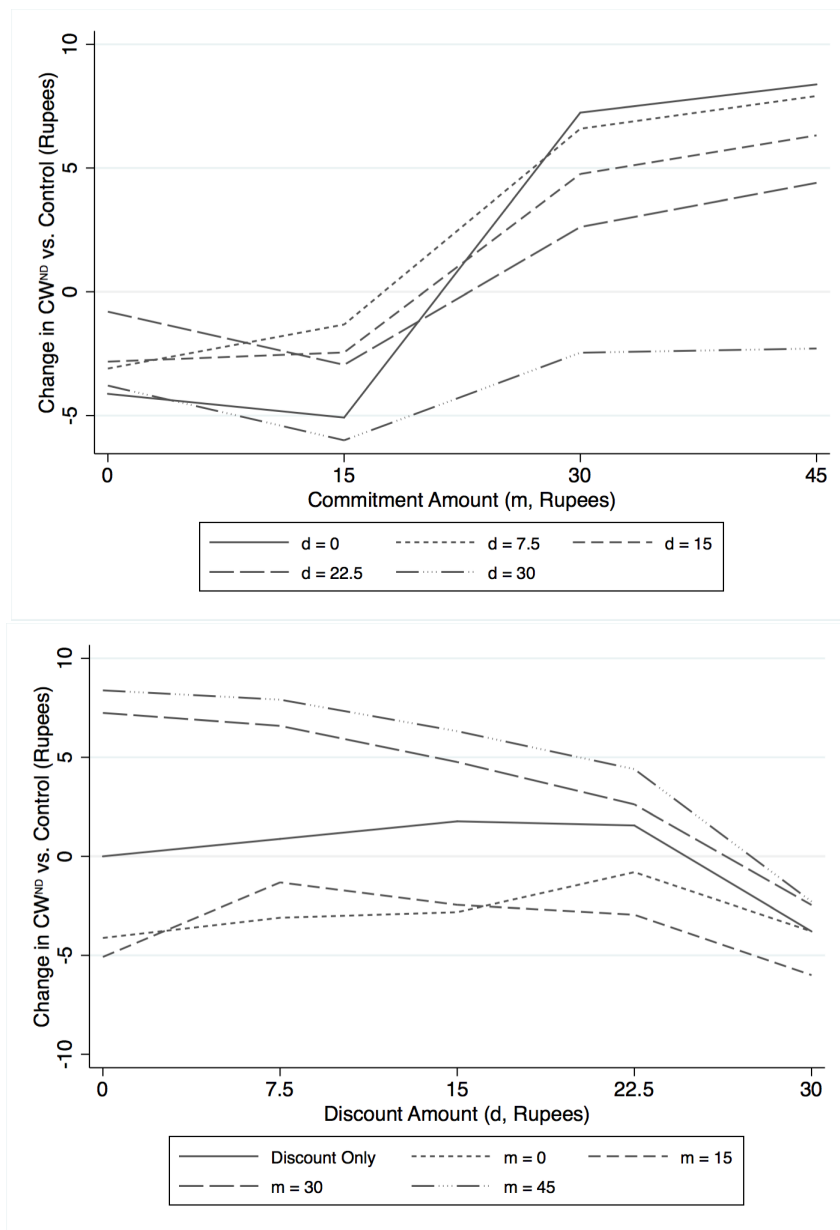 10
5
0
-5
Change in CWᴺᴰ vs. Control (Rupees)
0 15 30 45
Commitment Amount (m, Rupees)
d = 0 d = 7.5 d = 15
d = 22.5 d = 30
10
5
0
-5
-10
Change in CWᴺᴰ vs. Control (Rupees)
0 7.5 15 22.5 30
Discount Amount (d, Rupees)
Discount Only m = 0 m = 15
m = 30 m = 45